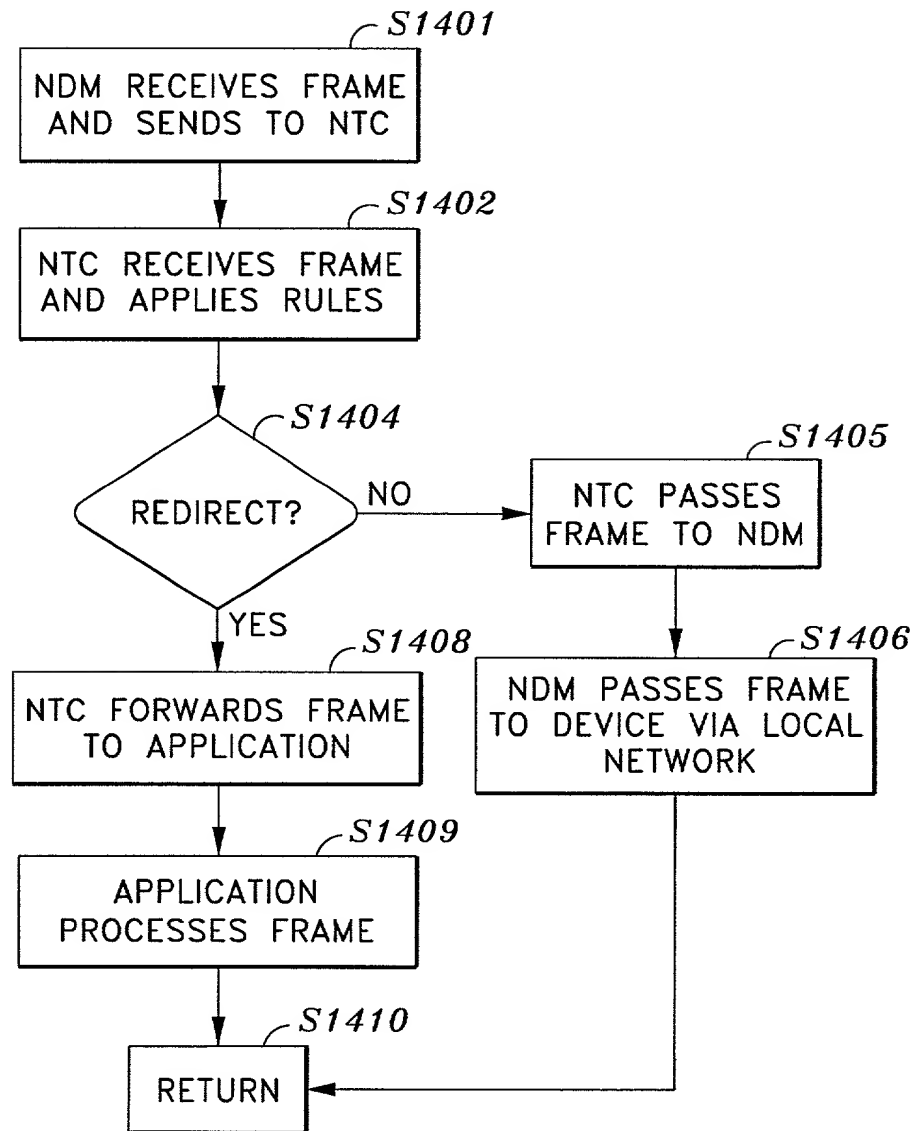 S1401
NDM RECEIVES FRAME
AND SENDS TO NTC
S1402
NTC RECEIVES FRAME
AND APPLIES RULES
S1404
REDIRECT?
NO
YES
S1405
NTC PASSES
FRAME TO NDM
S1406
NDM PASSES FRAME
TO DEVICE VIA LOCAL
NETWORK
S1408
NTC FORWARDS FRAME
TO APPLICATION
S1409
APPLICATION
PROCESSES FRAME
S1410
RETURN